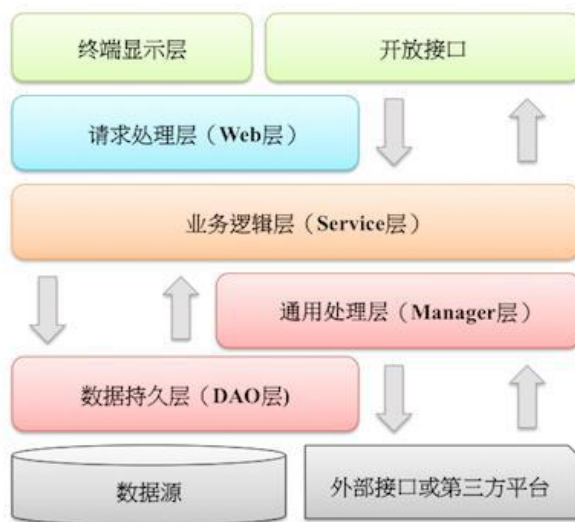 终端显示层
开放接口
请求处理层（Web层）
业务逻辑层（Service层）
通用处理层（Manager层）
数据持久层（DAO层)
数据源
外部接口或第三方平台